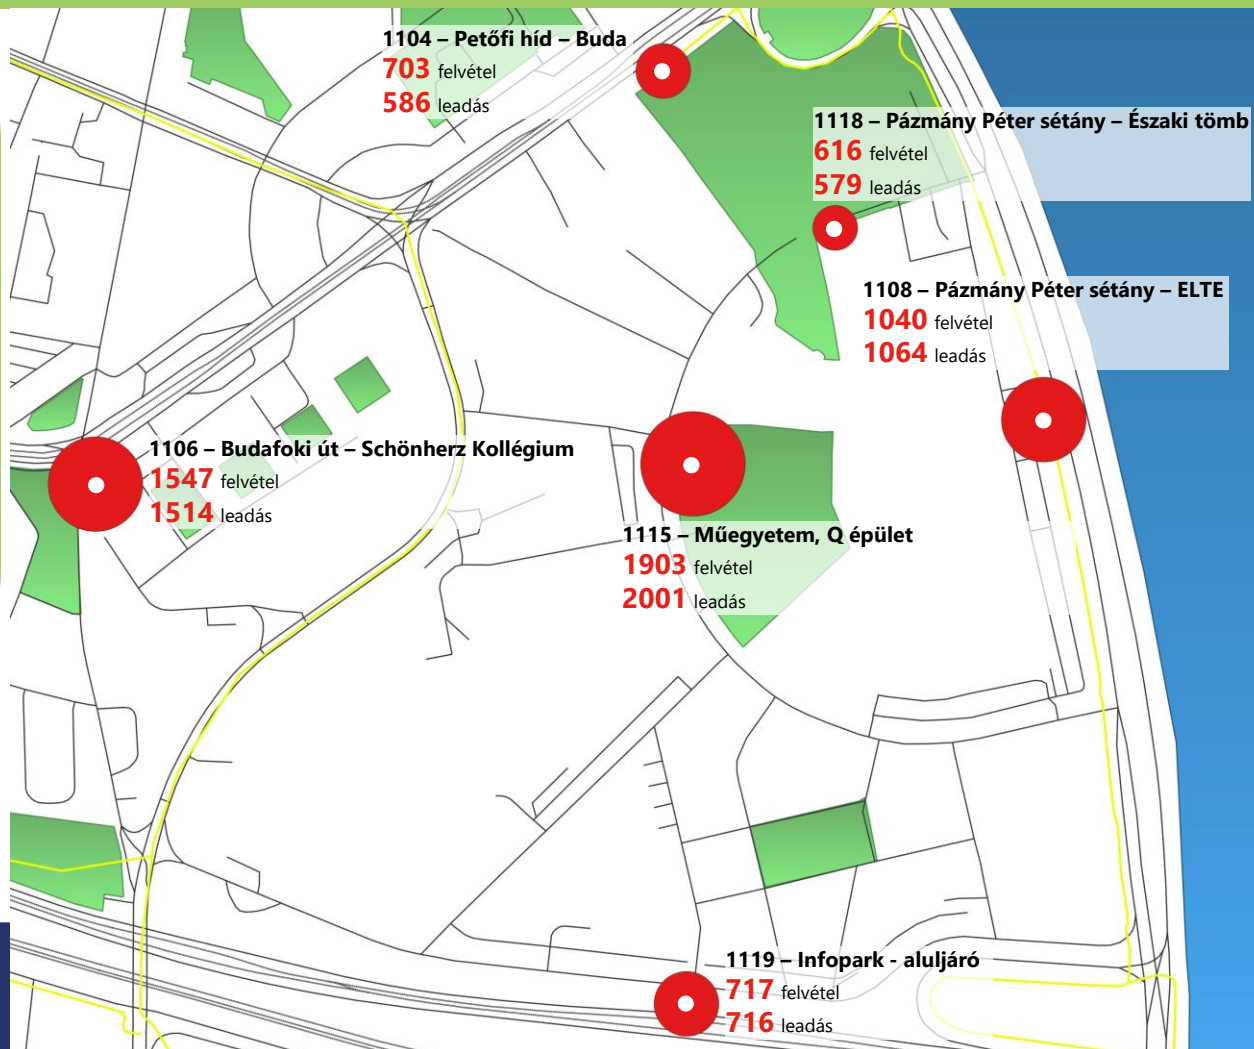 1104 – Petőfi híd – Buda
703 felvétel
586 leadás
1118 – Pázmány Péter sétány – Északi tömb
616 felvétel
579 leadás
1108 – Pázmány Péter sétány – ELTE
1040 felvétel
1064 leadás
1106 – Budafoki út – Schönherz Kollégium
1547 felvétel
1514 leadás
1115 – Műegyetem, Q épület
1903 felvétel
2001 leadás
1119 – Infopark - aluljáró
717 felvétel
716 leadás